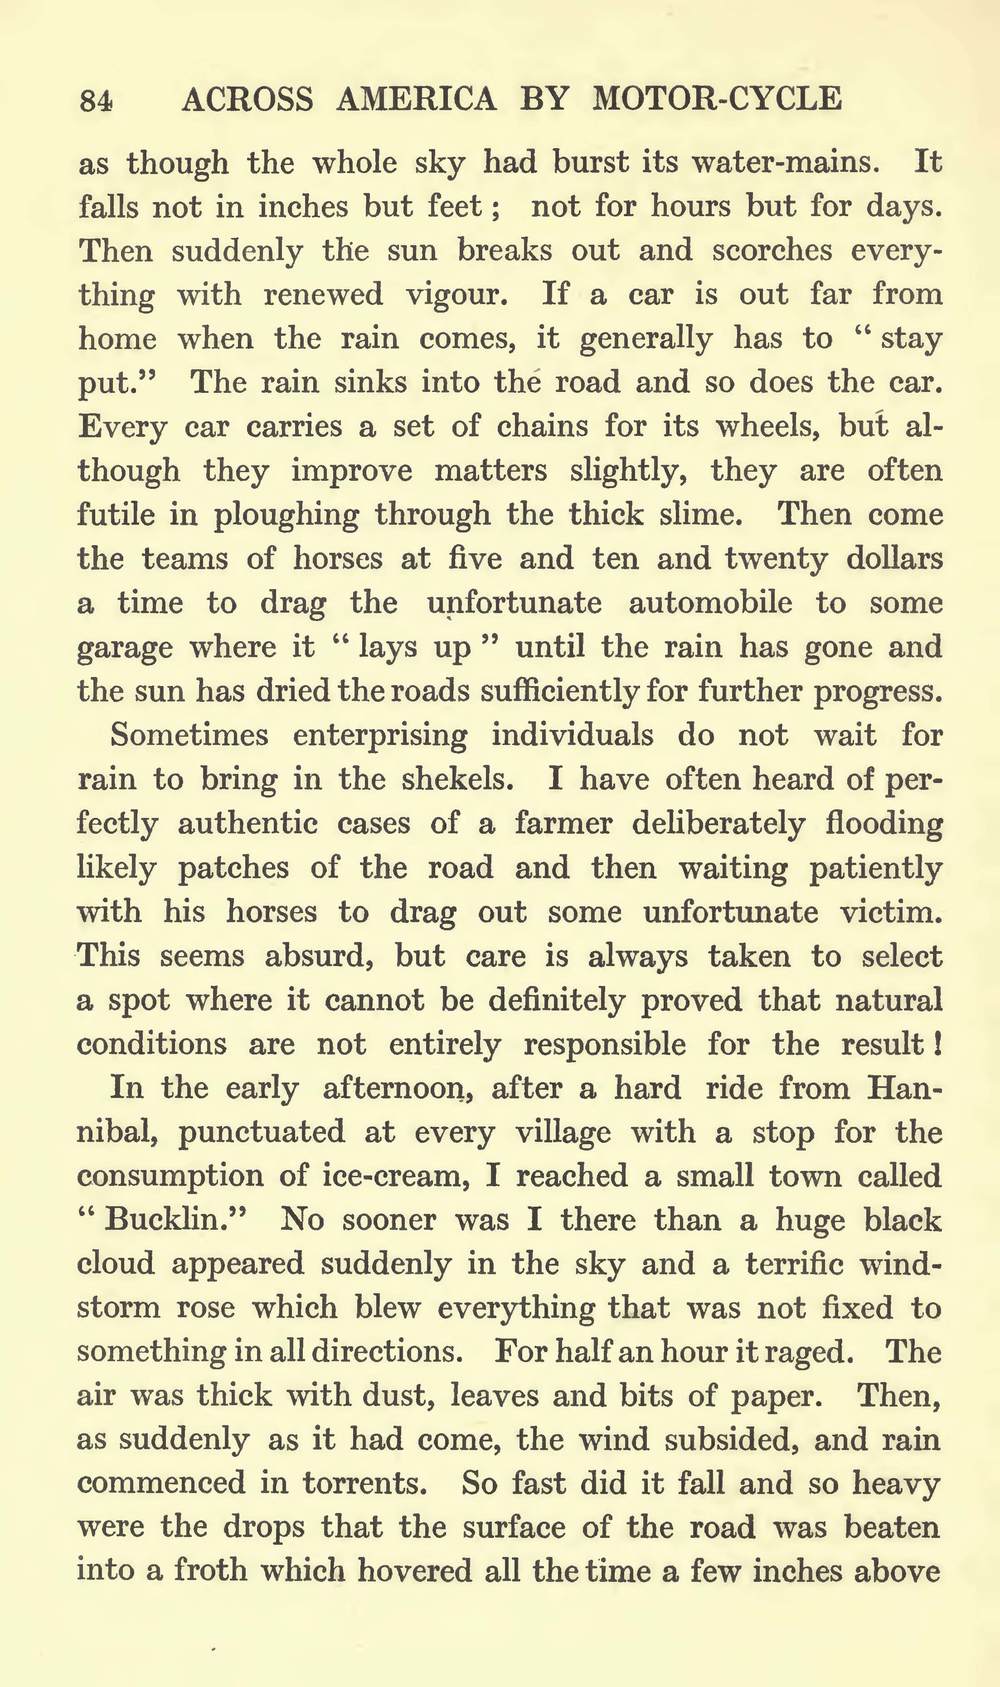 84 ACROSS AMERICA BY MOTOR-CYCLE
as though the whole sky had burst its water-mains. It
falls not in inches but feet ; not for hours but for days.
Then suddenly the sun breaks out and scorches every-
thing with renewed vigour. If a car is out far from
home when the rain comes, it generally has to “ stay
put.” The rain sinks into the road and so does the car.
Every car carries a set of chains for its wheels, but al-
though they improve matters slightly, they are often
futile in ploughing through the thick slime. Then come
the teams of horses at five and ten and twenty dollars
a time to drag the unfortunate automobile to some
garage where it “ lays up ” until the rain has gone and
the sun has dried the roads sufficiently for further progress.
Sometimes enterprising individuals do not wait for
rain to bring in the shekels. I have often heard of per-
fectly authentic cases of a farmer deliberately flooding
likely patches of the road and then waiting patiently
with his horses to drag out some unfortunate victim.
This seems absurd, but care is always taken to select
a spot where it cannot be definitely proved that natural
conditions are not entirely responsible for the result !
In the early afternoon, after a hard ride from Han-
nibal, punctuated at every village with a stop for the
consumption of ice-cream, I reached a small town called
“ Bucklin.” No sooner was I there than a huge black
cloud appeared suddenly in the sky and a terrific wind-
storm rose which blew everything that was not fixed to
something in all directions. For half an hour it raged. The
air was thick with dust, leaves and bits of paper. Then,
as suddenly as it had come, the wind subsided, and rain
commenced in torrents. So fast did it fall and so heavy
were the drops that the surface of the road was beaten
into a froth which hovered all the time a few inches above